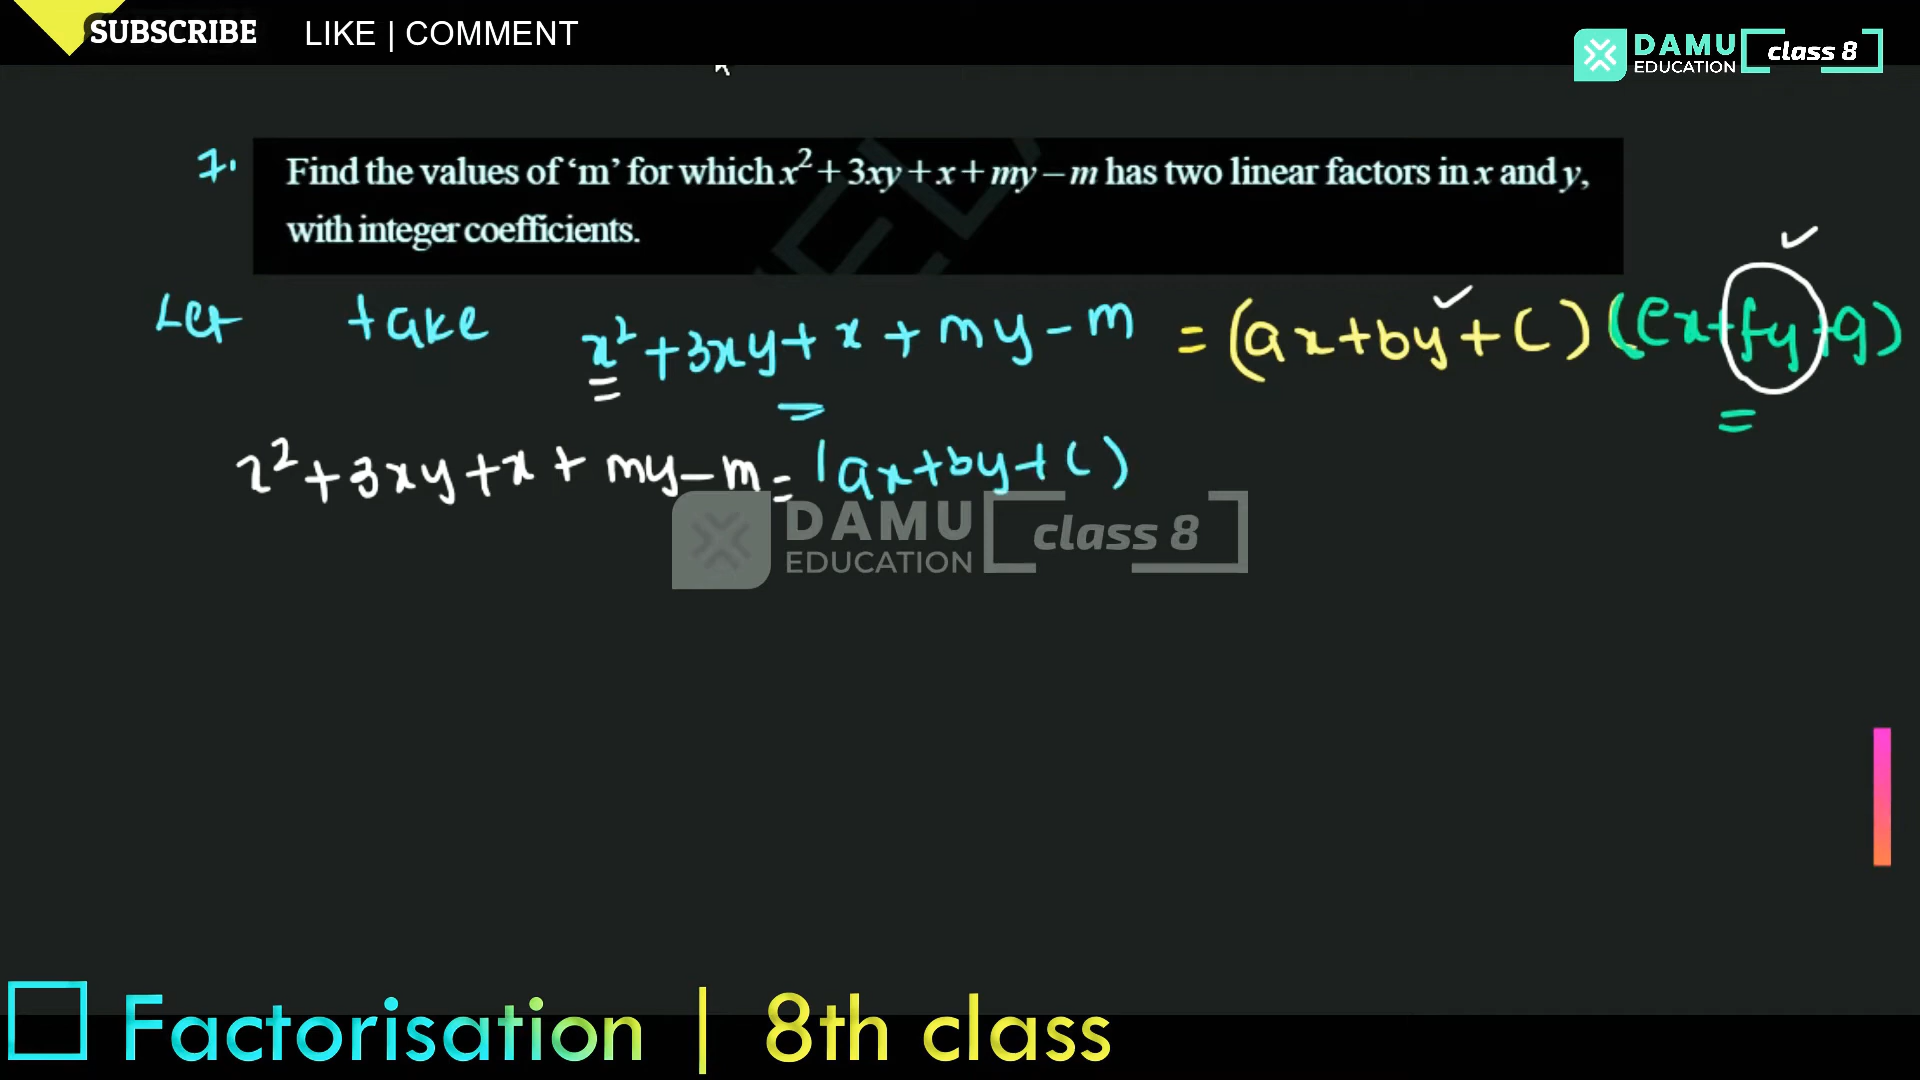 SUBSCRIBE LIKE | COMMENT
DAMU EDUCATION class 8
7. Find the values of ‘m’ for which x² + 3xy + x + my – m has two linear factors in x and y,
with integer coefficients.
Let take x² + 3xy + x + my - m = (ax + by + c) (ex + fy + g)
x² + 3xy + x + my - m = (ax + by + c)
DAMU EDUCATION class 8
Factorisation | 8th class